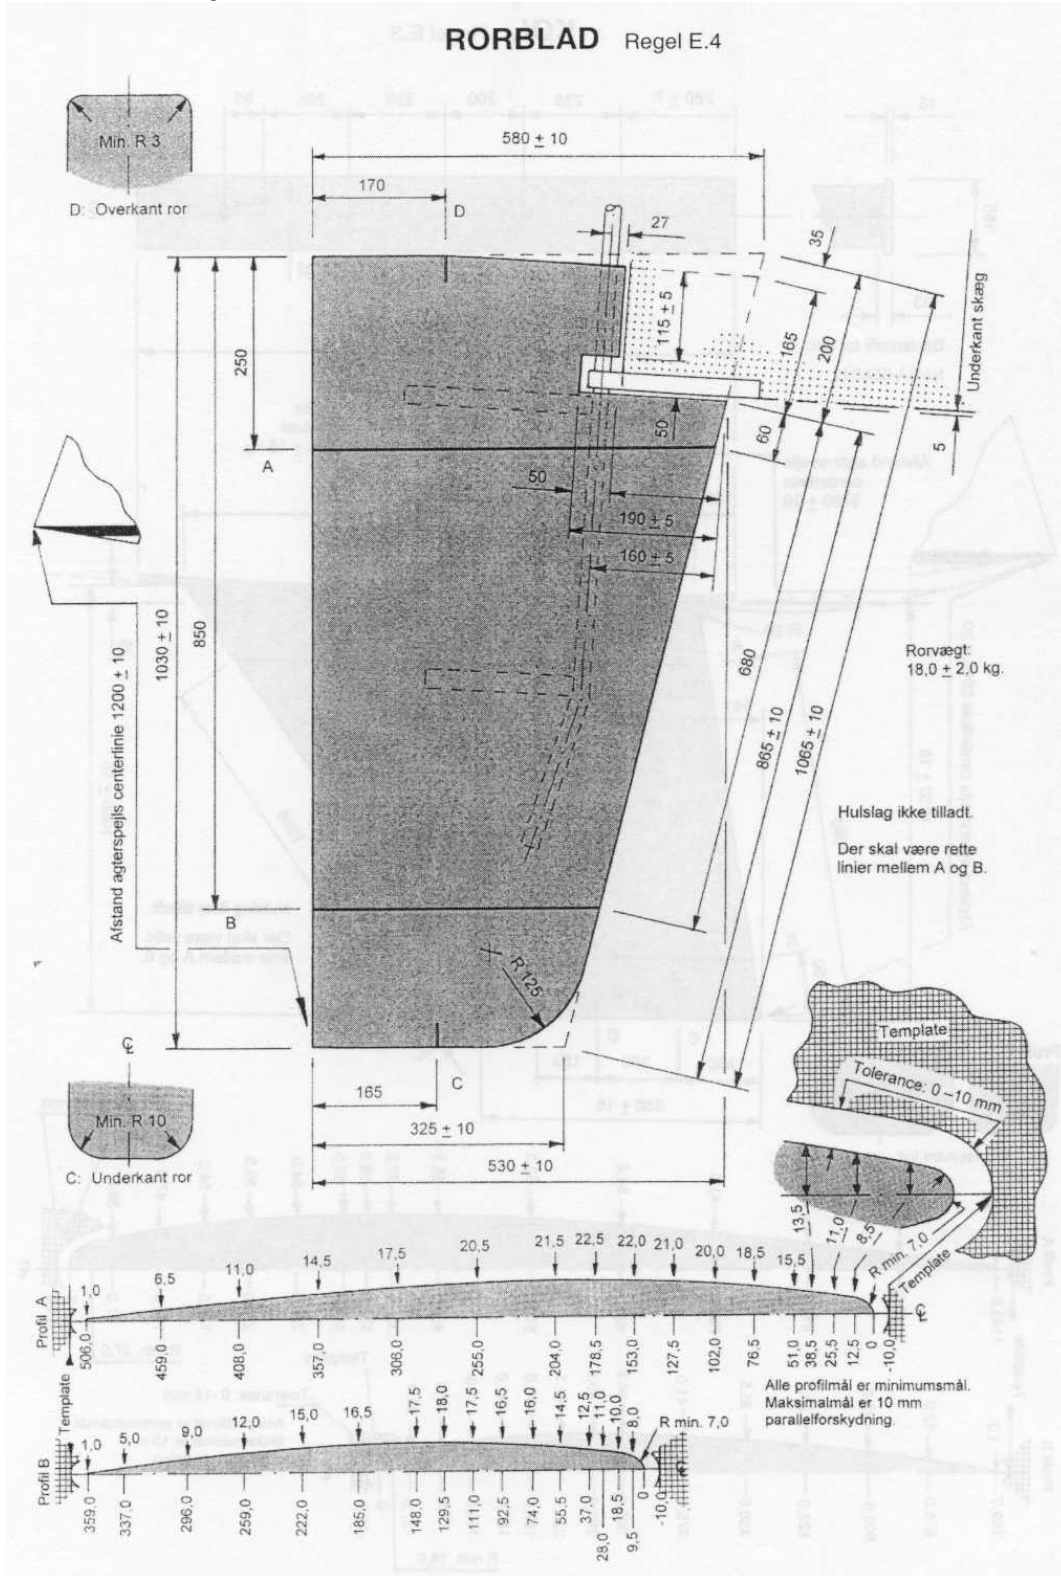 RORBLAD Regel E.4
Min. R 3
D: Overkant ror
580 ± 10
170
D
27
35
115 ± 5
165
200
Underkant skæg
250
50
60
5
A
50
190 ± 5
160 ± 5
Afstand agterspejls centerlinie 1200 ± 10
1030 ± 10
850
680
865 ± 10
1065 ± 10
Rorvægt:
18,0 ± 2,0 kg.
Hulslag ikke tilladt.
Der skal være rette
linier mellem A og B.
B
R 125
Template
Tolerance: 0 –10 mm
C
165
325 ± 10
530 ± 10
Min. R 10
C: Underkant ror
13,5
11,0
8,5
R min. 7,0
Template
Profil A
1,0 6,5 11,0 14,5 17,5 20,5 21,5 22,5 22,0 21,0 20,0 18,5 15,5
506,0 459,0 408,0 357,0 308,0 255,0 204,0 178,5 153,0 127,5 102,0 76,5 51,0 38,5 25,5 12,5 0 -10,0
Alle profilmål er minimumsmål.
Maksimalmål er 10 mm
parallelforskydning.
Template
Profil B
1,0 5,0 9,0 12,0 15,0 16,5 17,5 18,0 17,5 16,5 16,0 14,5 12,5 11,0 10,0 8,0
R min. 7,0
359,0 337,0 296,0 259,0 222,0 185,0 148,0 129,5 111,0 92,5 74,0 55,5 37,0 28,0 18,5 9,5 0 -10,0